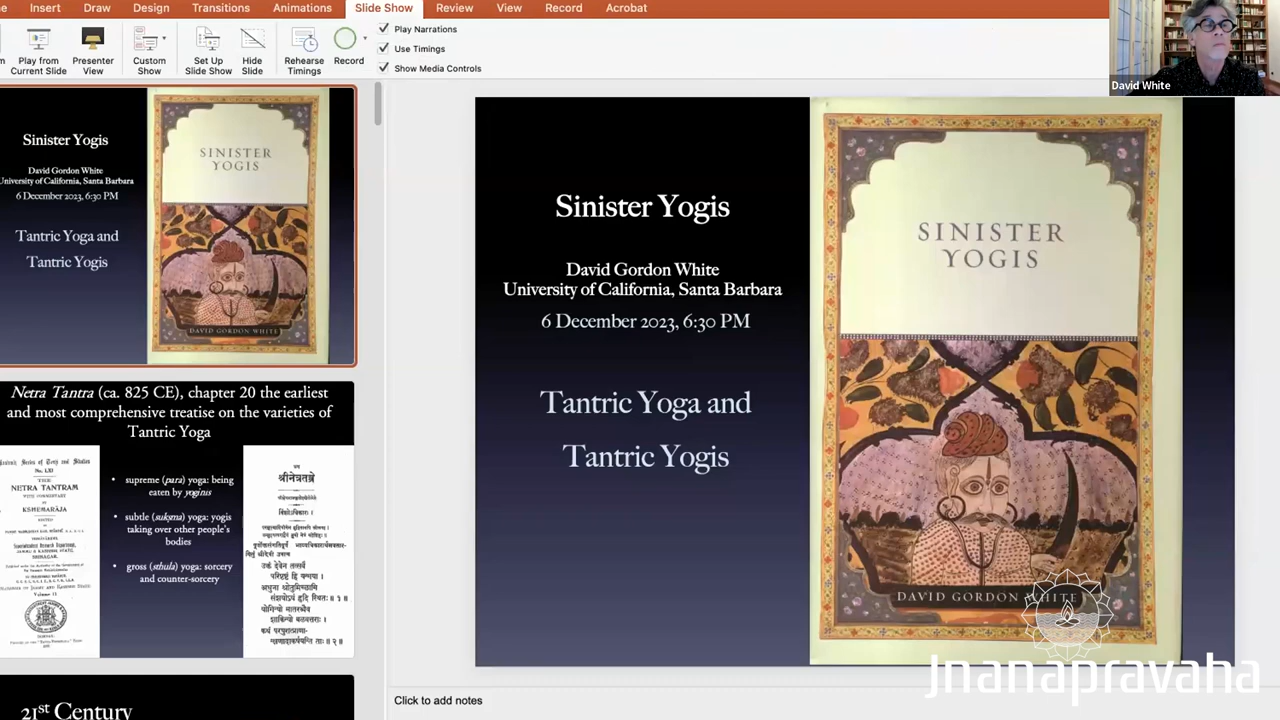 Insert Draw Design Transitions Animations Slide Show Review View Record Acrobat
Play from Current Slide
Presenter View
Custom Show
Set Up Slide Show
Hide Slide
Rehearse Timings
Record
Play Narrations
Use Timings
Show Media Controls
David White
Sinister Yogis
David Gordon White
University of California, Santa Barbara
6 December 2023, 6:30 PM
Tantric Yoga and
Tantric Yogis
SINISTER
YOGIS
DAVID GORDON WHITE
Netra Tantra (ca. 825 CE), chapter 20 the earliest
and most comprehensive treatise on the varieties of
Tantric Yoga
NETRA TANTRAM
WITH COMMENTARY
BY
KSHEMARĀJA
• supreme (para) yoga: being
eaten by yoginis
• subtle (sukṣma) yoga: yogis
taking over other people's
bodies
• gross (sthula) yoga: sorcery
and counter-sorcery
श्रीनेत्रतन्त्रे
21st Century
Sinister Yogis
David Gordon White
University of California, Santa Barbara
6 December 2023, 6:30 PM
Tantric Yoga and
Tantric Yogis
SINISTER
YOGIS
DAVID GORDON WHITE
Jnanapravaha
Click to add notes